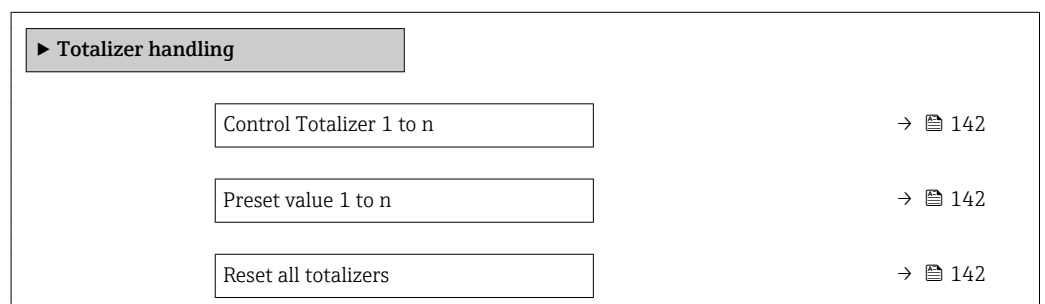 ▶ Totalizer handling
Control Totalizer 1 to n → 142
Preset value 1 to n → 142
Reset all totalizers → 142